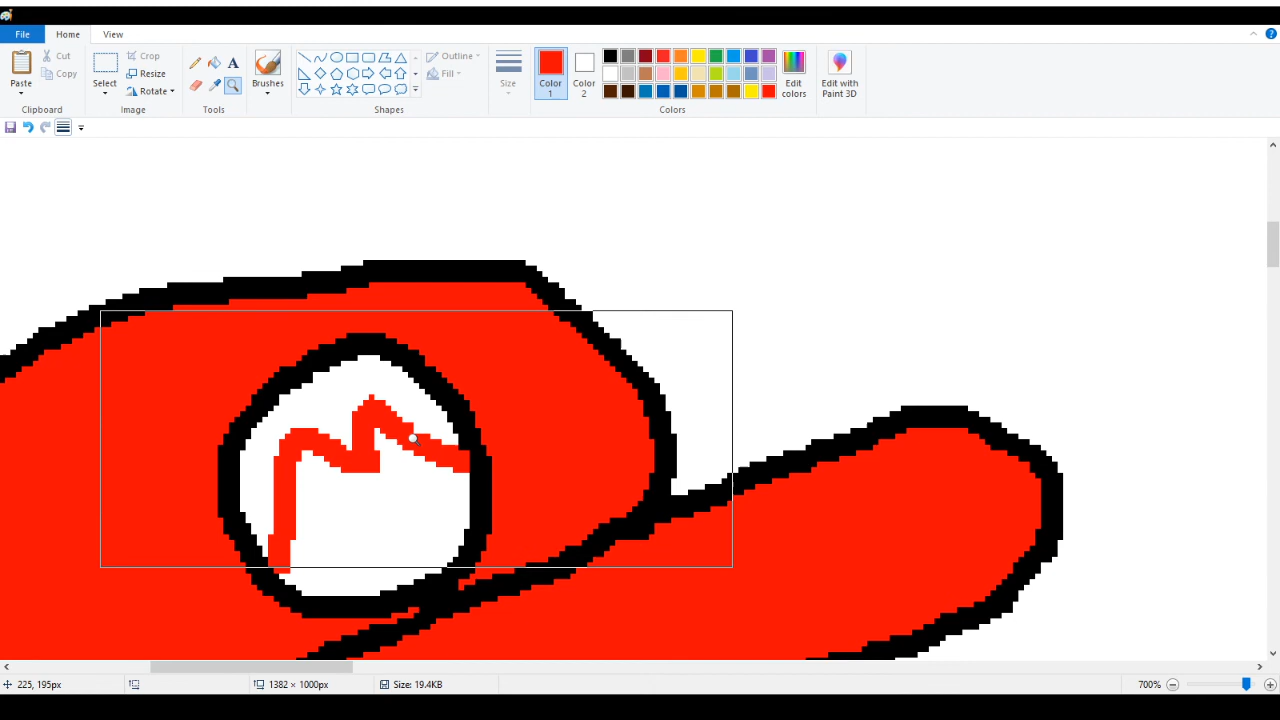 File Home View
Paste Cut Copy Clipboard
Select Crop Resize Rotate Image
A Tools
Brushes
Outline Fill Shapes
Size
Color 1 Color 2 Edit colors Colors
Edit with Paint 3D
225, 195px 1382 × 1000px Size: 19.4KB 700%